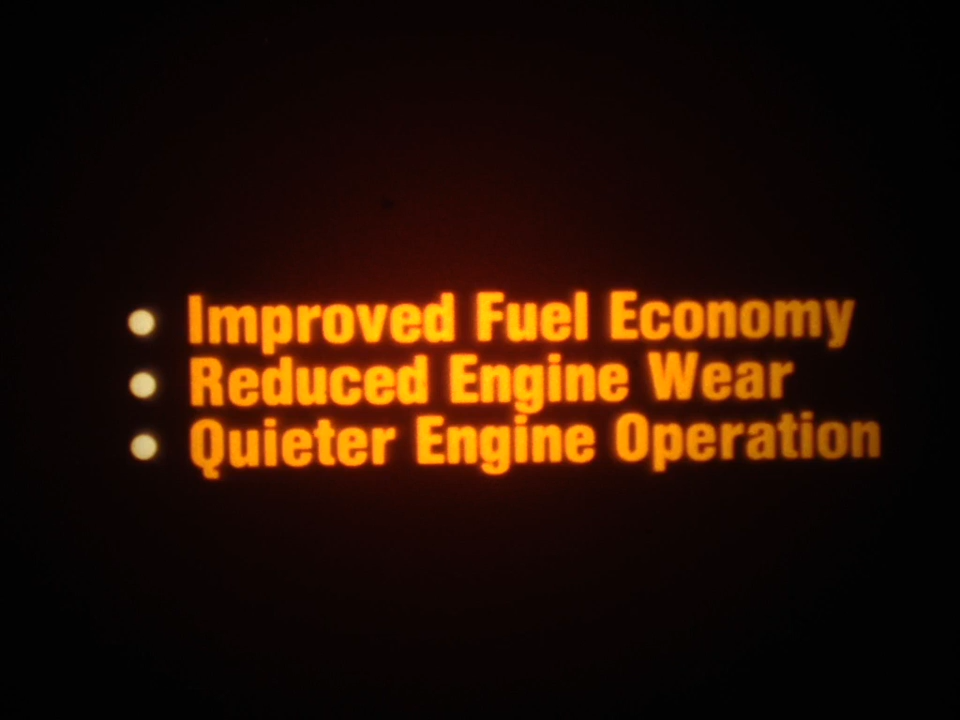 • Improved Fuel Economy
• Reduced Engine Wear
• Quieter Engine Operation